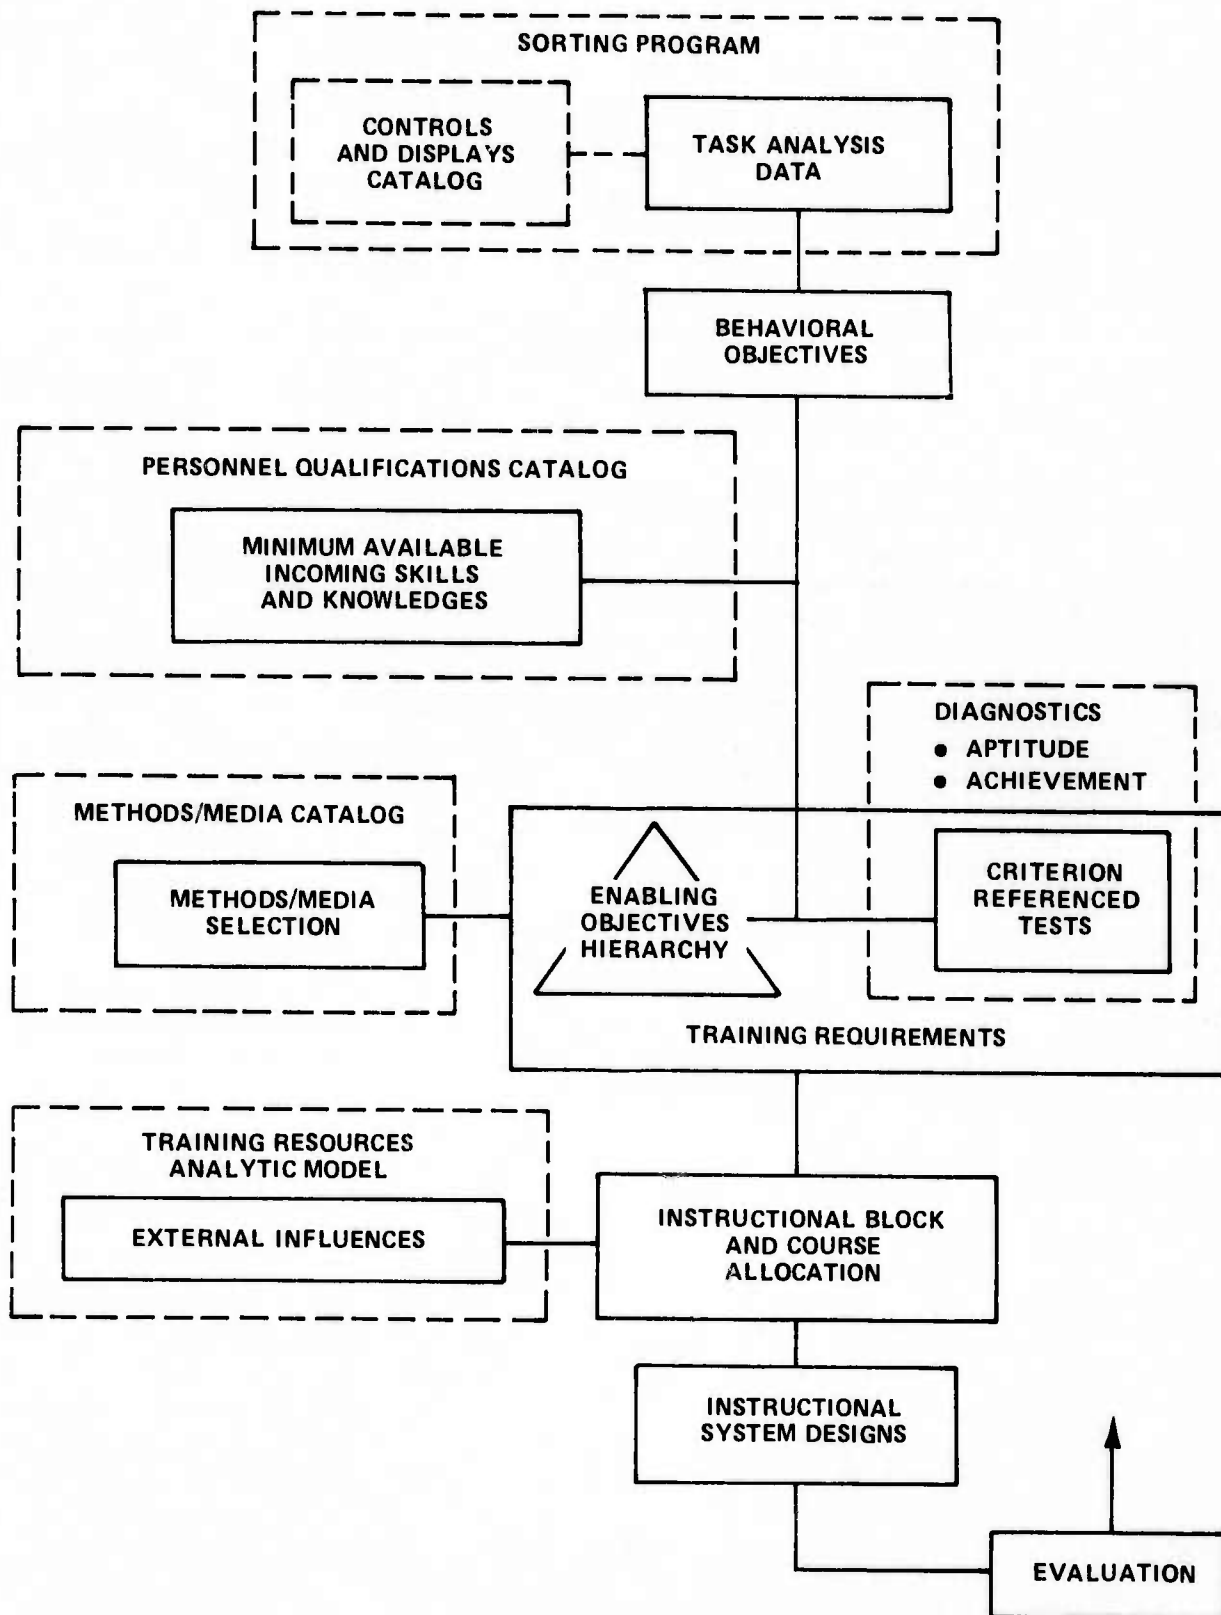 SORTING PROGRAM
CONTROLS
AND DISPLAYS
CATALOG
TASK ANALYSIS
DATA
BEHAVIORAL
OBJECTIVES
PERSONNEL QUALIFICATIONS CATALOG
MINIMUM AVAILABLE
INCOMING SKILLS
AND KNOWLEDGES
DIAGNOSTICS
● APTITUDE
● ACHIEVEMENT
METHODS/MEDIA CATALOG
METHODS/MEDIA
SELECTION
ENABLING
OBJECTIVES
HIERARCHY
CRITERION
REFERENCED
TESTS
TRAINING REQUIREMENTS
TRAINING RESOURCES
ANALYTIC MODEL
EXTERNAL INFLUENCES
INSTRUCTIONAL BLOCK
AND COURSE
ALLOCATION
INSTRUCTIONAL
SYSTEM DESIGNS
EVALUATION